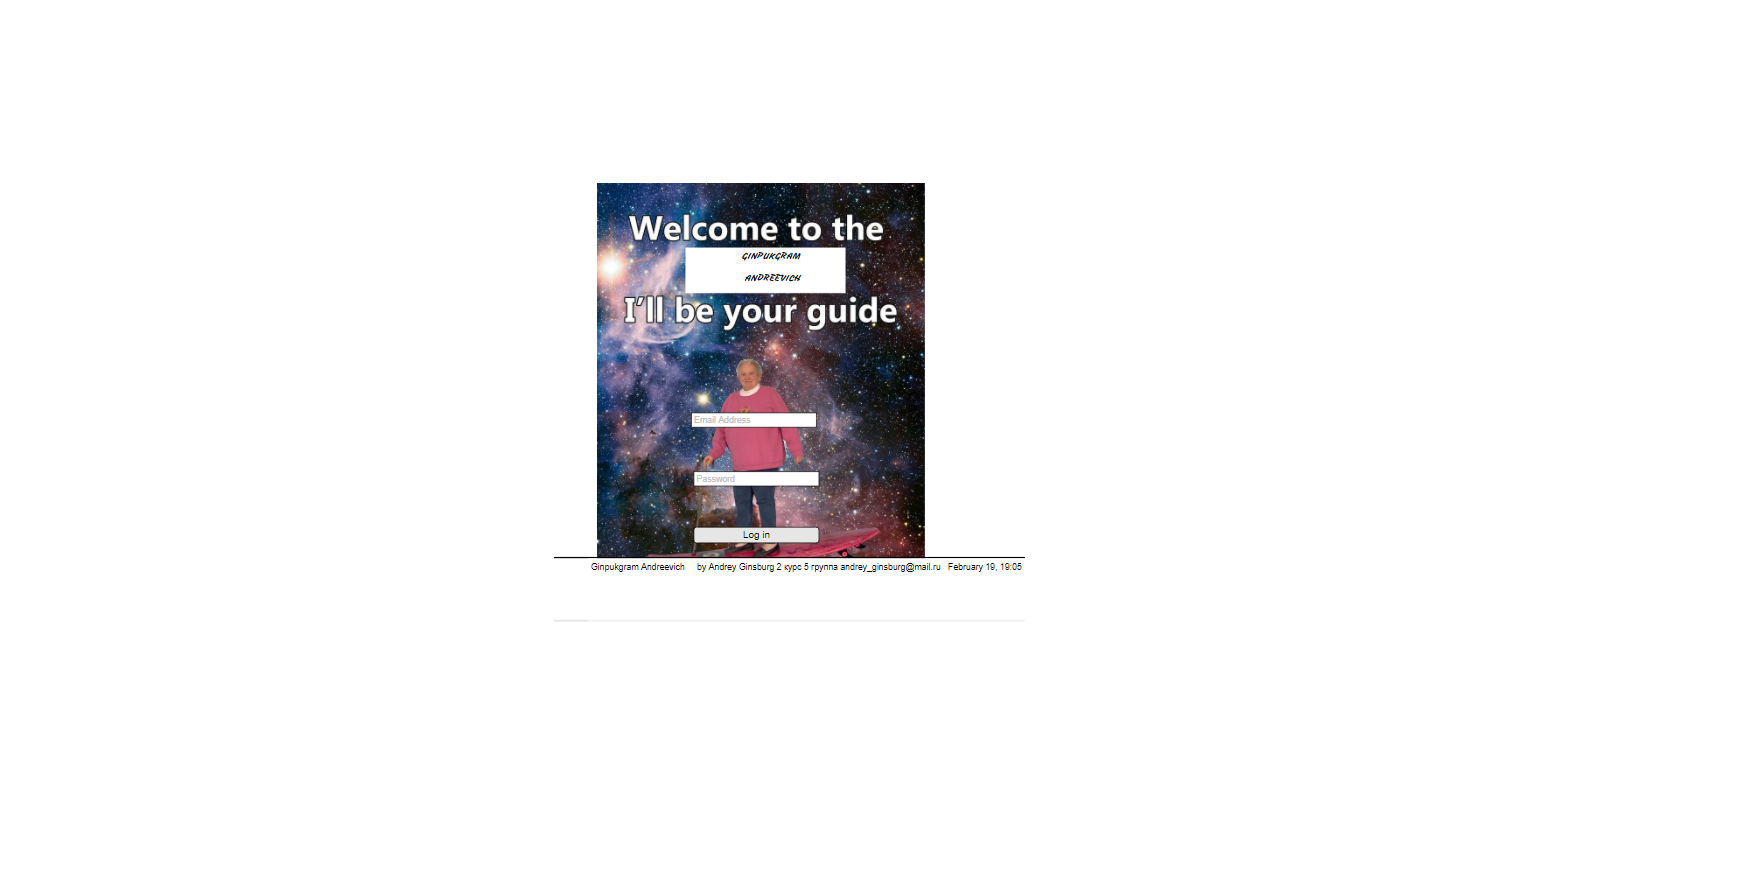 Welcome to the
GINPUKGRAM
ANDREEVICH
I'll be your guide
Email Address
Password
Log in
Ginpukgram Andreevich by Andrey Ginsburg 2 курс 5 группа andrey_ginsburg@mail.ru February 19, 19:05